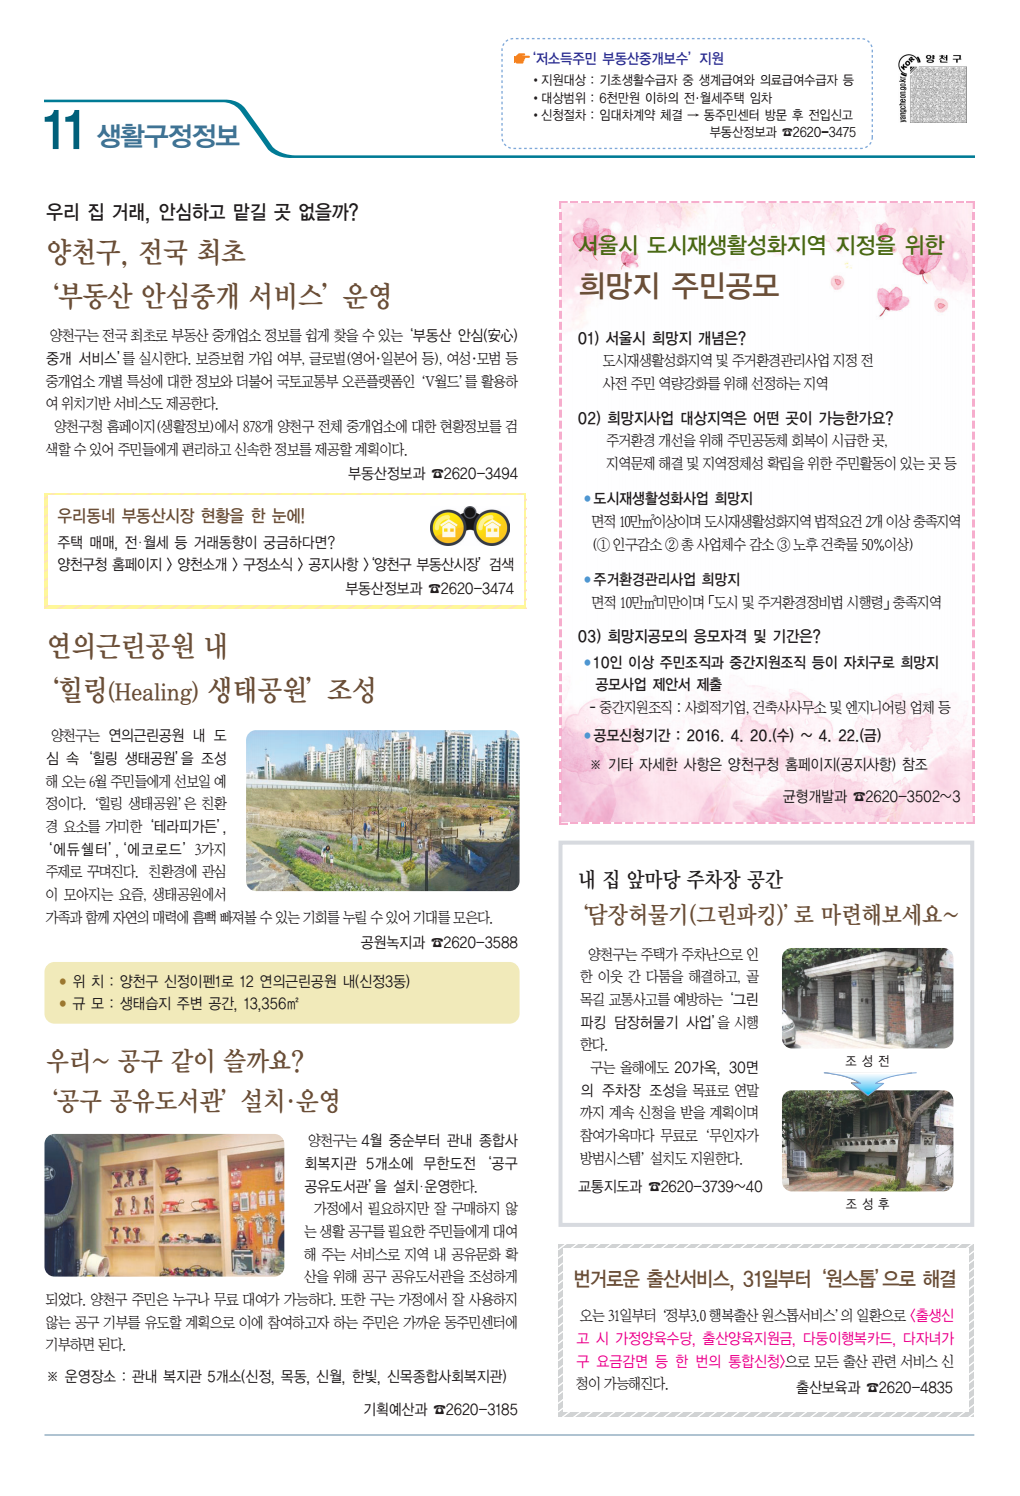 11 생활구정정보
☛ ‘저소득주민 부동산중개보수’ 지원
• 지원대상 : 기초생활수급자 중 생계급여와 의료급여수급자 등
• 대상범위 : 6천만원 이하의 전·월세주택 임차
• 신청절차 : 임대차계약 체결 → 동주민센터 방문 후 전입신고
부동산정보과 ☎2620-3475
양천구
우리 집 거래, 안심하고 맡길 곳 없을까?
양천구, 전국 최초
‘부동산 안심중개 서비스’ 운영
양천구는 전국 최초로 부동산 중개업소 정보를 쉽게 찾을 수 있는 ‘부동산 안심(安心)
중개 서비스’를 실시한다. 보증보험 가입 여부, 글로벌(영어·일본어 등), 여성·모범 등
중개업소 개별 특성에 대한 정보와 더불어 국토교통부 오픈플랫폼인 ‘V월드’를 활용하
여 위치기반 서비스도 제공한다.
양천구청 홈페이지(생활정보)에서 878개 양천구 전체 중개업소에 대한 현황정보를 검
색할 수 있어 주민들에게 편리하고 신속한 정보를 제공할 계획이다.
부동산정보과 ☎2620-3494
우리동네 부동산시장 현황을 한 눈에!
주택 매매, 전·월세 등 거래동향이 궁금하다면?
양천구청 홈페이지 > 양천소개 > 구정소식 > 공지사항 > ‘양천구 부동산시장’ 검색
부동산정보과 ☎2620-3474
연의근린공원 내
‘힐링(Healing) 생태공원’ 조성
양천구는 연의근린공원 내 도
심 속 ‘힐링 생태공원’을 조성
해 오는 6월 주민들에게 선보일 예
정이다. ‘힐링 생태공원’은 친환
경 요소를 가미한 ‘테라피가든’,
‘에듀쉘터’, ‘에코로드’ 3가지
주제로 꾸며진다. 친환경에 관심
이 모아지는 요즘, 생태공원에서
가족과 함께 자연의 매력에 흠뻑 빠져볼 수 있는 기회를 누릴 수 있어 기대를 모은다.
공원녹지과 ☎2620-3588
● 위 치 : 양천구 신정이펜1로 12 연의근린공원 내(신정3동)
● 규 모 : 생태습지 주변 공간, 13,356㎡
우리~ 공구 같이 쓸까요?
‘공구 공유도서관’ 설치·운영
양천구는 4월 중순부터 관내 종합사
회복지관 5개소에 무한도전 ‘공구
공유도서관’을 설치·운영한다.
가정에서 필요하지만 잘 구매하지 않
는 생활 공구를 필요한 주민들에게 대여
해 주는 서비스로 지역 내 공유문화 확
산을 위해 공구 공유도서관을 조성하게
되었다. 양천구 주민은 누구나 무료 대여가 가능하다. 또한 구는 가정에서 잘 사용하지
않는 공구 기부를 유도할 계획으로 이에 참여하고자 하는 주민은 가까운 동주민센터에
기부하면 된다.
※ 운영장소 : 관내 복지관 5개소(신정, 목동, 신월, 한빛, 신목종합사회복지관)
기획예산과 ☎2620-3185
서울시 도시재생활성화지역 지정을 위한
희망지 주민공모
01) 서울시 희망지 개념은?
도시재생활성화지역 및 주거환경관리사업 지정 전
사전 주민 역량강화를 위해 선정하는 지역
02) 희망지사업 대상지역은 어떤 곳이 가능한가요?
주거환경 개선을 위해 주민공동체 회복이 시급한 곳,
지역문제 해결 및 지역정체성 확립을 위한 주민활동이 있는 곳 등
● 도시재생활성화사업 희망지
면적 10만㎡이상이며 도시재생활성화지역 법적요건 2개 이상 충족지역
(① 인구감소 ② 총 사업체수 감소 ③ 노후 건축물 50%이상)
● 주거환경관리사업 희망지
면적 10만㎡미만이며 「도시 및 주거환경정비법 시행령」 충족지역
03) 희망지공모의 응모자격 및 기간은?
● 10인 이상 주민조직과 중간지원조직 등이 자치구로 희망지
공모사업 제안서 제출
- 중간지원조직 : 사회적기업, 건축사사무소 및 엔지니어링 업체 등
● 공모신청기간 : 2016. 4. 20.(수) ~ 4. 22.(금)
※ 기타 자세한 사항은 양천구청 홈페이지(공지사항) 참조
균형개발과 ☎2620-3502~3
내 집 앞마당 주차장 공간
‘담장허물기(그린파킹)’로 마련해보세요~
양천구는 주택가 주차난으로 인
한 이웃 간 다툼을 해결하고, 골
목길 교통사고를 예방하는 ‘그린
파킹 담장허물기 사업’을 시행
한다.
구는 올해에도 20가옥, 30면
의 주차장 조성을 목표로 연말
까지 계속 신청을 받을 계획이며
참여가옥마다 무료로 ‘무인자가
방범시스템’ 설치도 지원한다.
교통지도과 ☎2620-3739~40
조 성 전
조 성 후
번거로운 출산서비스, 31일부터 ‘원스톱’으로 해결
오는 31일부터 ‘정부3.0 행복출산 원스톱서비스’의 일환으로 <출생신
고 시 가정양육수당, 출산양육지원금, 다둥이행복카드, 다자녀가
구 요금감면 등 한 번의 통합신청>으로 모든 출산 관련 서비스 신
청이 가능해진다.
출산보육과 ☎2620-4835